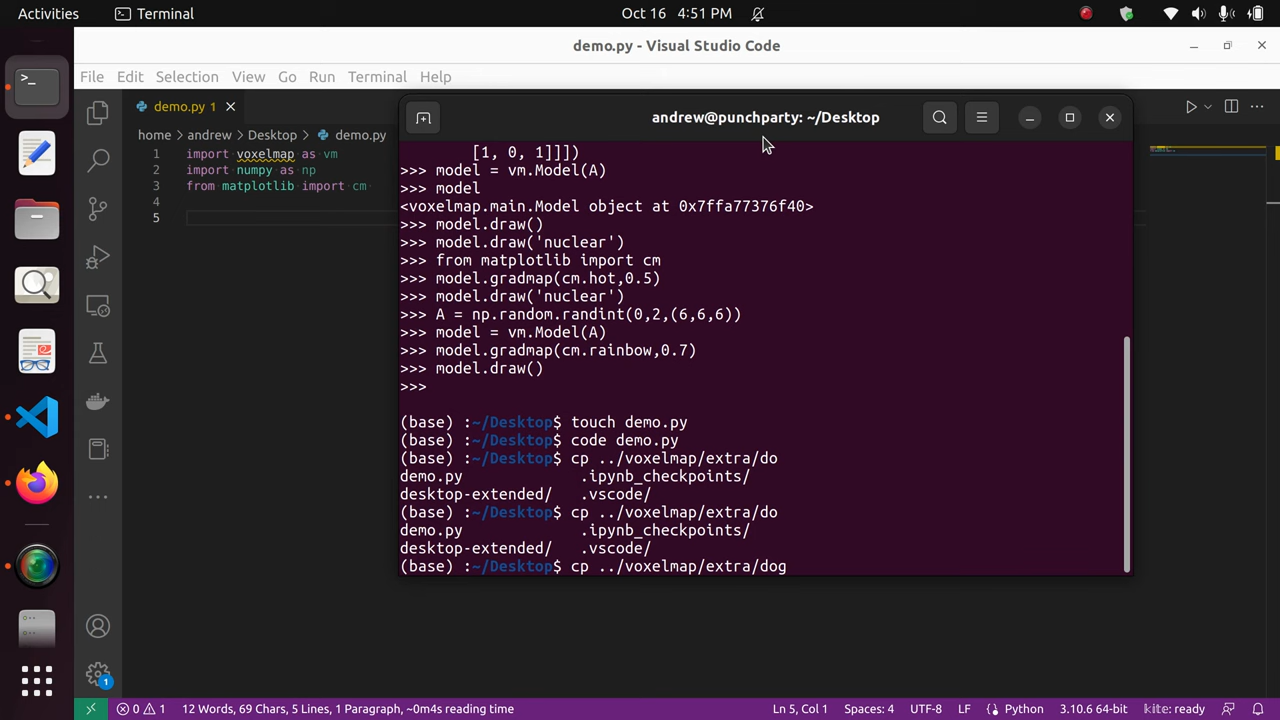 Activities
Terminal
Oct 16 4:51 PM
demo.py - Visual Studio Code
File Edit Selection View Go Run Terminal Help
demo.py 1
home
andrew
Desktop
demo.py
1 import voxelmap as vm
2 import numpy as np
3 from matplotlib import cm
4
5
andrew@punchparty: ~/Desktop
[1, 0, 1]]])
>>> model = vm.Model(A)
>>> model
<voxelmap.main.Model object at 0x7ffa77376f40>
>>> model.draw()
>>> model.draw('nuclear')
>>> from matplotlib import cm
>>> model.gradmap(cm.hot,0.5)
>>> model.draw('nuclear')
>>> A = np.random.randint(0,2,(6,6,6))
>>> model = vm.Model(A)
>>> model.gradmap(cm.rainbow,0.7)
>>> model.draw()
>>>
(base) :~/Desktop$ touch demo.py
(base) :~/Desktop$ code demo.py
(base) :~/Desktop$ cp ../voxelmap/extra/do
demo.py .ipynb_checkpoints/
desktop-extended/ .vscode/
(base) :~/Desktop$ cp ../voxelmap/extra/do
demo.py .ipynb_checkpoints/
desktop-extended/ .vscode/
(base) :~/Desktop$ cp ../voxelmap/extra/dog
1
0 1 12 Words, 69 Chars, 5 Lines, 1 Paragraph, ~0m4s reading time
Ln 5, Col 1 Spaces: 4 UTF-8 LF Python 3.10.6 64-bit kite: ready